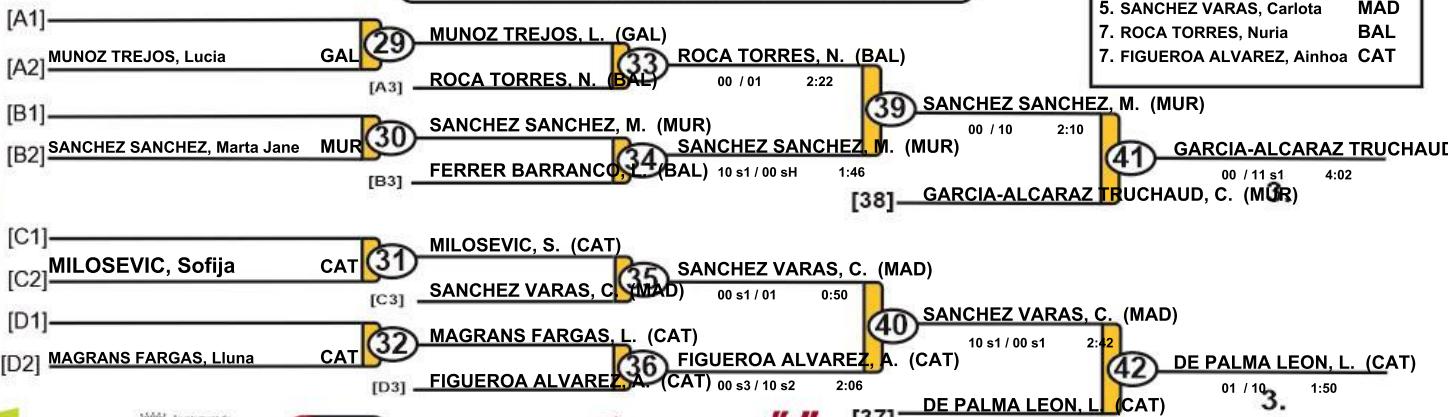 5. SANCHEZ VARAS, Carlota MAD
7. ROCA TORRES, Nuria BAL
7. FIGUEROA ALVAREZ, Ainhoa CAT
[A1]
[A2] MUNOZ TREJOS, Lucia GAL
29
MUNOZ TREJOS, L. (GAL)
[A3] ROCA TORRES, N. (BAL)
33
ROCA TORRES, N. (BAL)
00 / 01 2:22
[B1]
[B2] SANCHEZ SANCHEZ, Marta Jane MUR
30
SANCHEZ SANCHEZ, M. (MUR)
[B3] FERRER BARRANCO, L. (BAL)
34
SANCHEZ SANCHEZ, M. (MUR)
10 s1 / 00 sH 1:46
39
SANCHEZ SANCHEZ, M. (MUR)
00 / 10 2:10
[38] GARCIA-ALCARAZ TRUCHAUD, C. (MUR)
41
GARCIA-ALCARAZ TRUCHAUD
00 / 11 s1 4:02
3.
[C1]
[C2] MILOSEVIC, Sofija CAT
31
MILOSEVIC, S. (CAT)
[C3] SANCHEZ VARAS, C. (MAD)
35
SANCHEZ VARAS, C. (MAD)
00 s1 / 01 0:50
[D1]
[D2] MAGRANS FARGAS, Lluna CAT
32
MAGRANS FARGAS, L. (CAT)
[D3] FIGUEROA ALVAREZ, A. (CAT)
36
FIGUEROA ALVAREZ, A. (CAT)
00 s3 / 10 s2 2:06
40
SANCHEZ VARAS, C. (MAD)
10 s1 / 00 s1 2:42
[37] DE PALMA LEON, L. (CAT)
42
DE PALMA LEON, L. (CAT)
01 / 10 1:50
3.